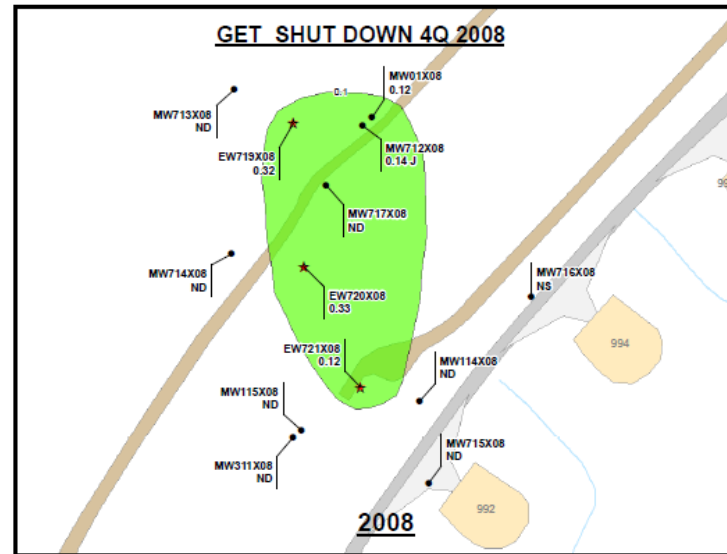 GET SHUT DOWN 4Q 2008
0.1
MW01X08
0.12
MW713X08
ND
MW712X08
0.14 J
EW719X08
0.32
MW717X08
ND
MW714X08
ND
MW716X08
NS
EW720X08
0.33
994
EW721X08
0.12
MW114X08
ND
MW115X08
ND
MW311X08
ND
MW715X08
ND
992
2008